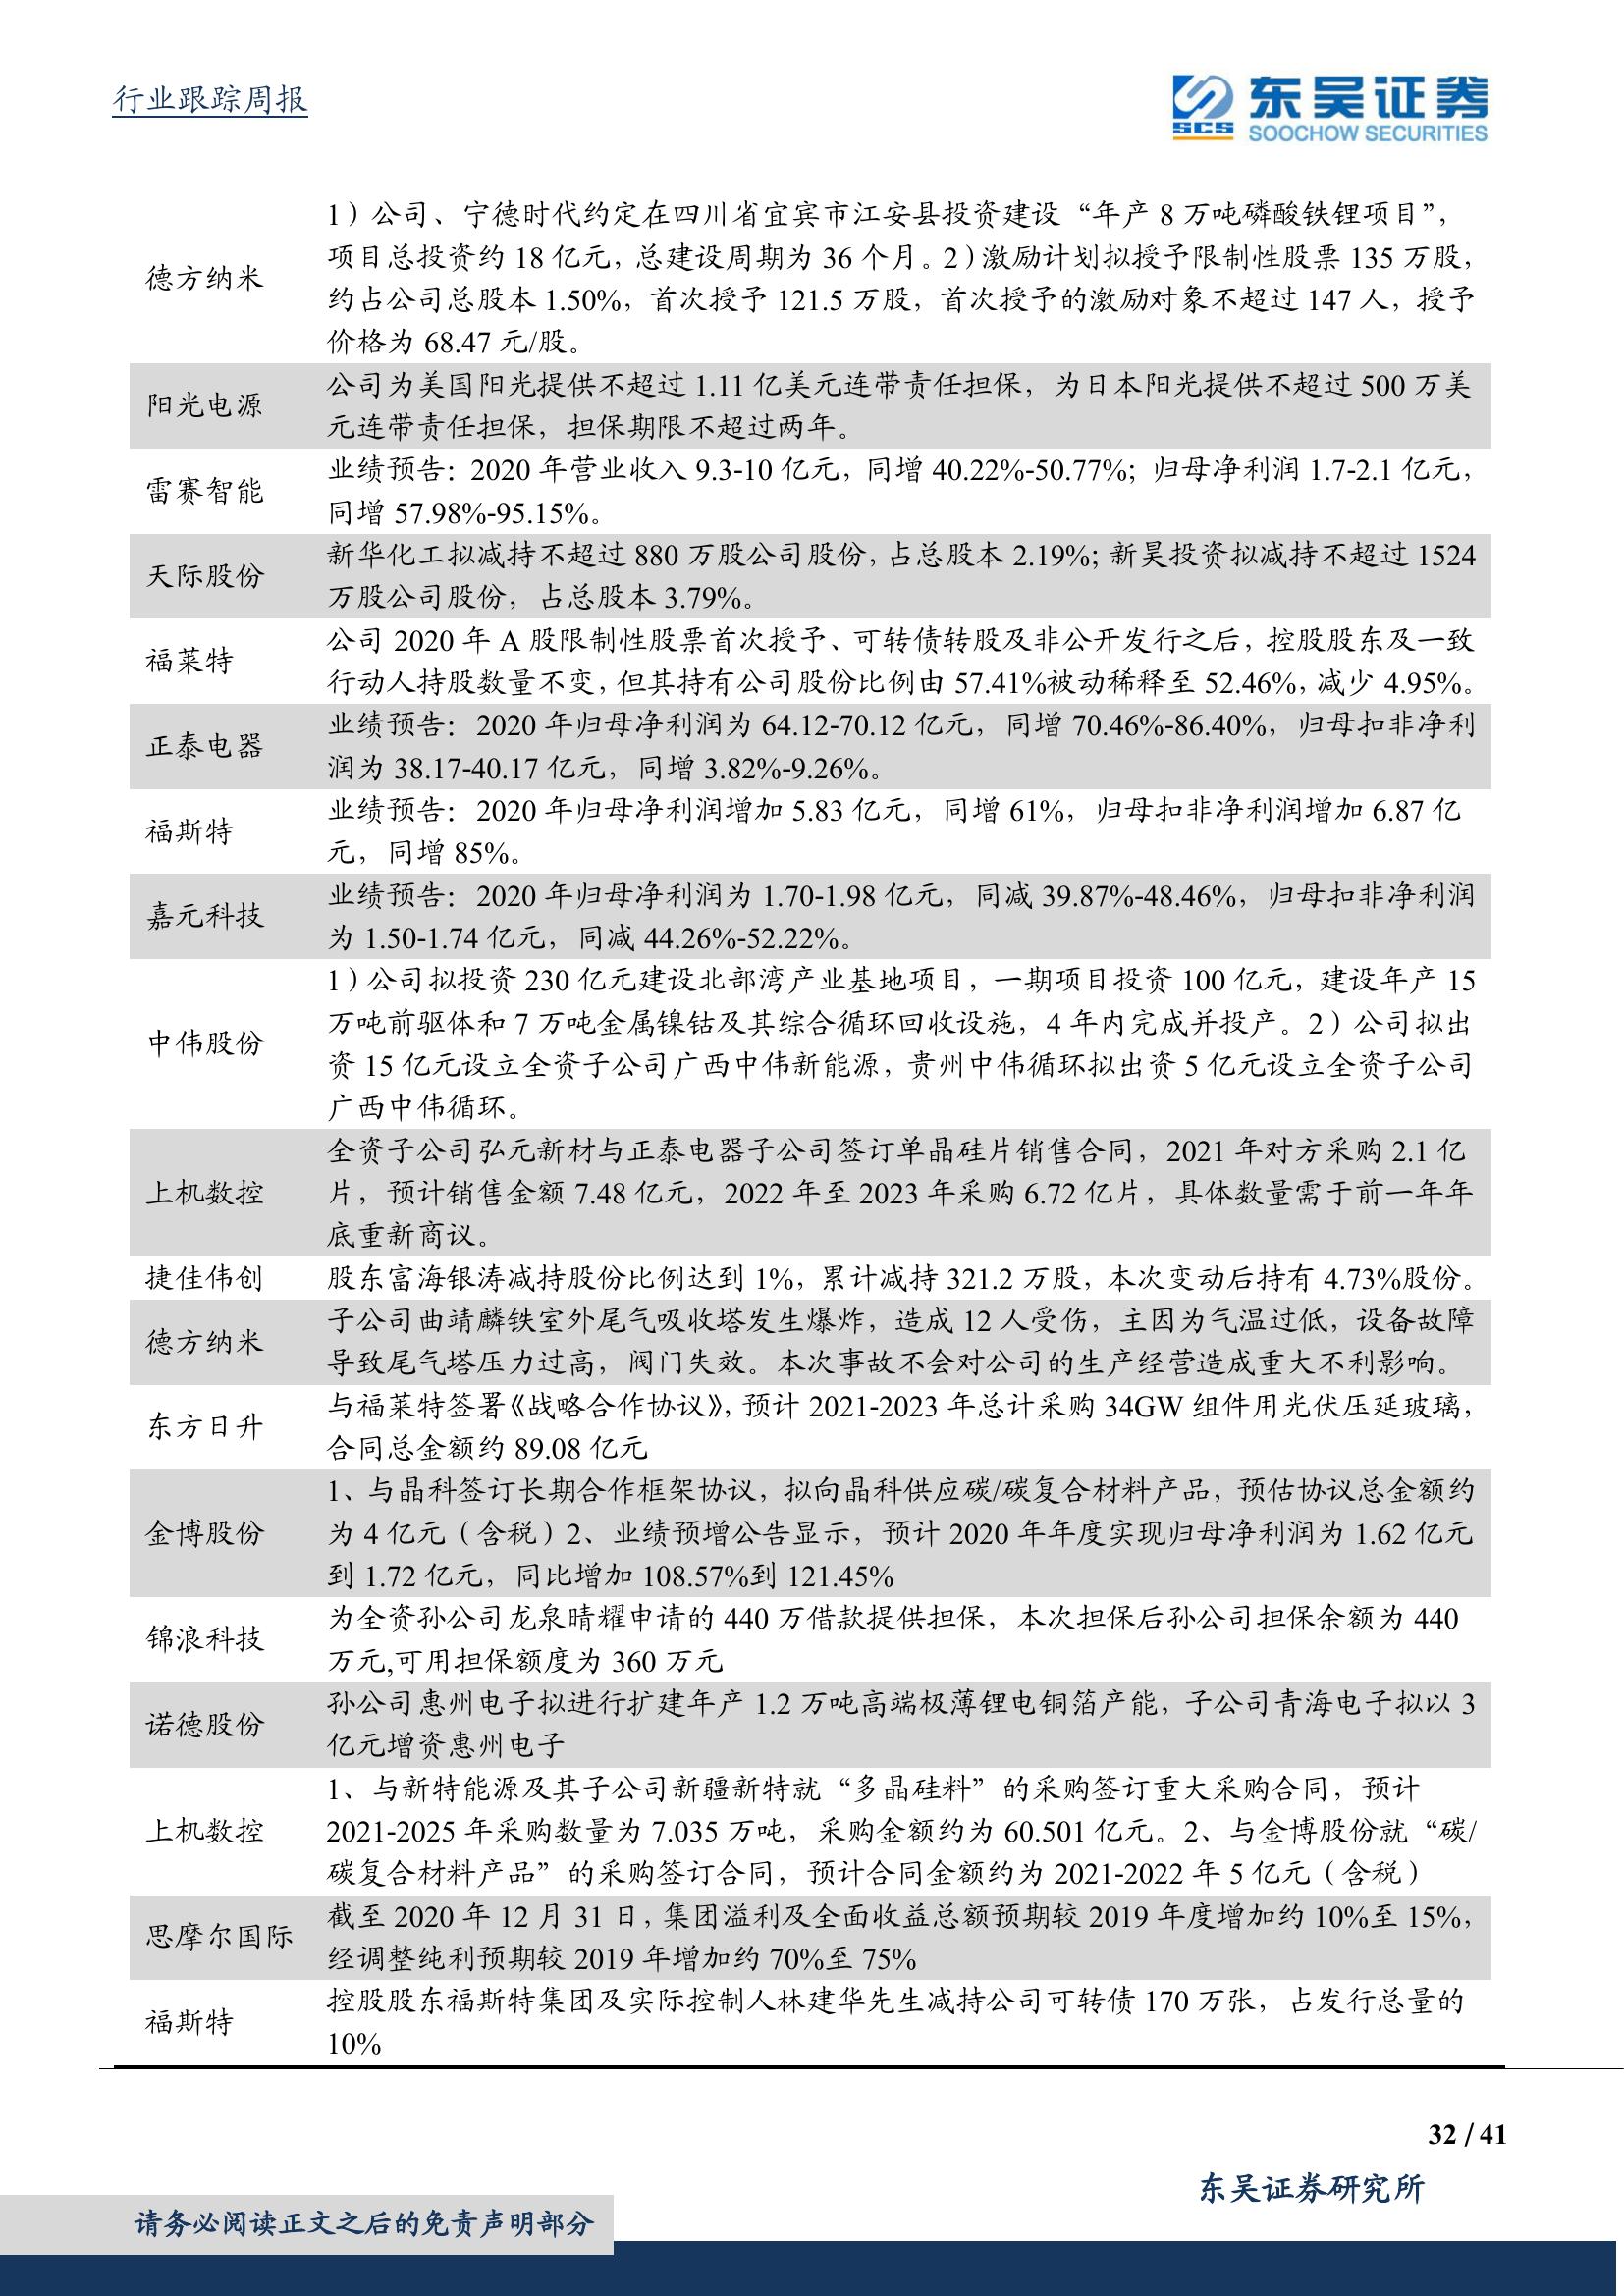 行业跟踪周报
SCS
东吴证券
SOOCHOW SECURITIES
德方纳米
1）公司、宁德时代约定在四川省宜宾市江安县投资建设“年产 8 万吨磷酸铁锂项目”，
项目总投资约 18 亿元，总建设周期为 36 个月。2）激励计划拟授予限制性股票 135 万股，
约占公司总股本 1.50%，首次授予 121.5 万股，首次授予的激励对象不超过 147 人，授予
价格为 68.47 元/股。
阳光电源
公司为美国阳光提供不超过 1.11 亿美元连带责任担保，为日本阳光提供不超过 500 万美
元连带责任担保，担保期限不超过两年。
雷赛智能
业绩预告：2020 年营业收入 9.3-10 亿元，同增 40.22%-50.77%；归母净利润 1.7-2.1 亿元，
同增 57.98%-95.15%。
天际股份
新华化工拟减持不超过 880 万股公司股份，占总股本 2.19%；新昊投资拟减持不超过 1524
万股公司股份，占总股本 3.79%。
福莱特
公司 2020 年 A 股限制性股票首次授予、可转债转股及非公开发行之后，控股股东及一致
行动人持股数量不变，但其持有公司股份比例由 57.41%被动稀释至 52.46%，减少 4.95%。
正泰电器
业绩预告：2020 年归母净利润为 64.12-70.12 亿元，同增 70.46%-86.40%，归母扣非净利
润为 38.17-40.17 亿元，同增 3.82%-9.26%。
福斯特
业绩预告：2020 年归母净利润增加 5.83 亿元，同增 61%，归母扣非净利润增加 6.87 亿
元，同增 85%。
嘉元科技
业绩预告：2020 年归母净利润为 1.70-1.98 亿元，同减 39.87%-48.46%，归母扣非净利润
为 1.50-1.74 亿元，同减 44.26%-52.22%。
中伟股份
1）公司拟投资 230 亿元建设北部湾产业基地项目，一期项目投资 100 亿元，建设年产 15
万吨前驱体和 7 万吨金属镍钴及其综合循环回收设施，4 年内完成并投产。2）公司拟出
资 15 亿元设立全资子公司广西中伟新能源，贵州中伟循环拟出资 5 亿元设立全资子公司
广西中伟循环。
上机数控
全资子公司弘元新材与正泰电器子公司签订单晶硅片销售合同，2021 年对方采购 2.1 亿
片，预计销售金额 7.48 亿元，2022 年至 2023 年采购 6.72 亿片，具体数量需于前一年年
底重新商议。
捷佳伟创
股东富海银涛减持股份比例达到 1%，累计减持 321.2 万股，本次变动后持有 4.73%股份。
德方纳米
子公司曲靖麟铁室外尾气吸收塔发生爆炸，造成 12 人受伤，主因为气温过低，设备故障
导致尾气塔压力过高，阀门失效。本次事故不会对公司的生产经营造成重大不利影响。
东方日升
与福莱特签署《战略合作协议》，预计 2021-2023 年总计采购 34GW 组件用光伏压延玻璃，
合同总金额约 89.08 亿元
金博股份
1、与晶科签订长期合作框架协议，拟向晶科供应碳/碳复合材料产品，预估协议总金额约
为 4 亿元（含税）2、业绩预增公告显示，预计 2020 年年度实现归母净利润为 1.62 亿元
到 1.72 亿元，同比增加 108.57%到 121.45%
锦浪科技
为全资孙公司龙泉晴耀申请的 440 万借款提供担保，本次担保后孙公司担保余额为 440
万元,可用担保额度为 360 万元
诺德股份
孙公司惠州电子拟进行扩建年产 1.2 万吨高端极薄锂电铜箔产能，子公司青海电子拟以 3
亿元增资惠州电子
上机数控
1、与新特能源及其子公司新疆新特就“多晶硅料”的采购签订重大采购合同，预计
2021-2025 年采购数量为 7.035 万吨，采购金额约为 60.501 亿元。2、与金博股份就“碳/
碳复合材料产品”的采购签订合同，预计合同金额约为 2021-2022 年 5 亿元（含税）
思摩尔国际
截至 2020 年 12 月 31 日，集团溢利及全面收益总额预期较 2019 年度增加约 10%至 15%，
经调整纯利预期较 2019 年增加约 70%至 75%
福斯特
控股股东福斯特集团及实际控制人林建华先生减持公司可转债 170 万张，占发行总量的
10%
32 / 41
东吴证券研究所
请务必阅读正文之后的免责声明部分